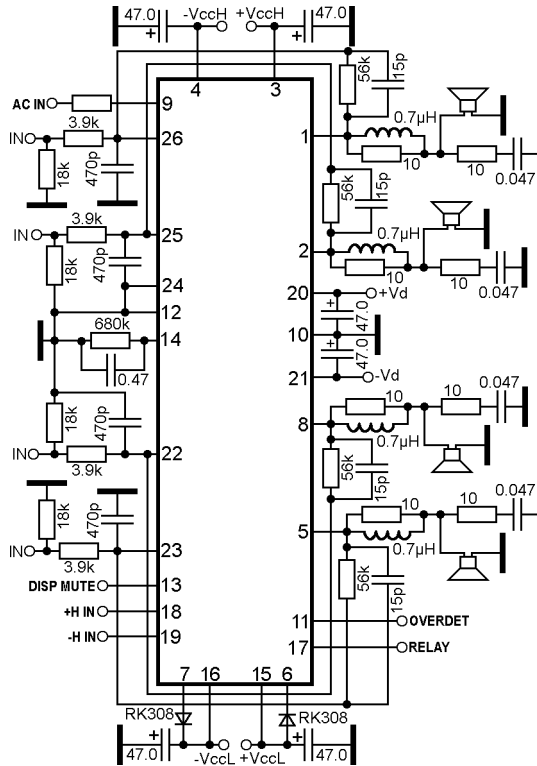 47.0
+
-VccH
+VccH
+
47.0
4
3
56k
15p
AC IN
9
0.7µH
3.9k
IN
26
1
18k
470p
10
10
0.047
56k
15p
3.9k
IN
25
0.7µH
2
18k
470p
24
10
10
0.047
12
20
+Vd
680k
+
47.0
14
10
+
47.0
0.47
21
-Vd
10
10
0.047
18k
470p
8
0.7µH
IN
22
3.9k
56k
15p
10
10
0.047
18k
470p
5
0.7µH
IN
23
3.9k
56k
15p
DISP MUTE
13
+H IN
18
11
OVERDET
-H IN
19
17
RELAY
7
16
15
6
RK308
RK308
+
47.0
-VccL
+VccL
+
47.0